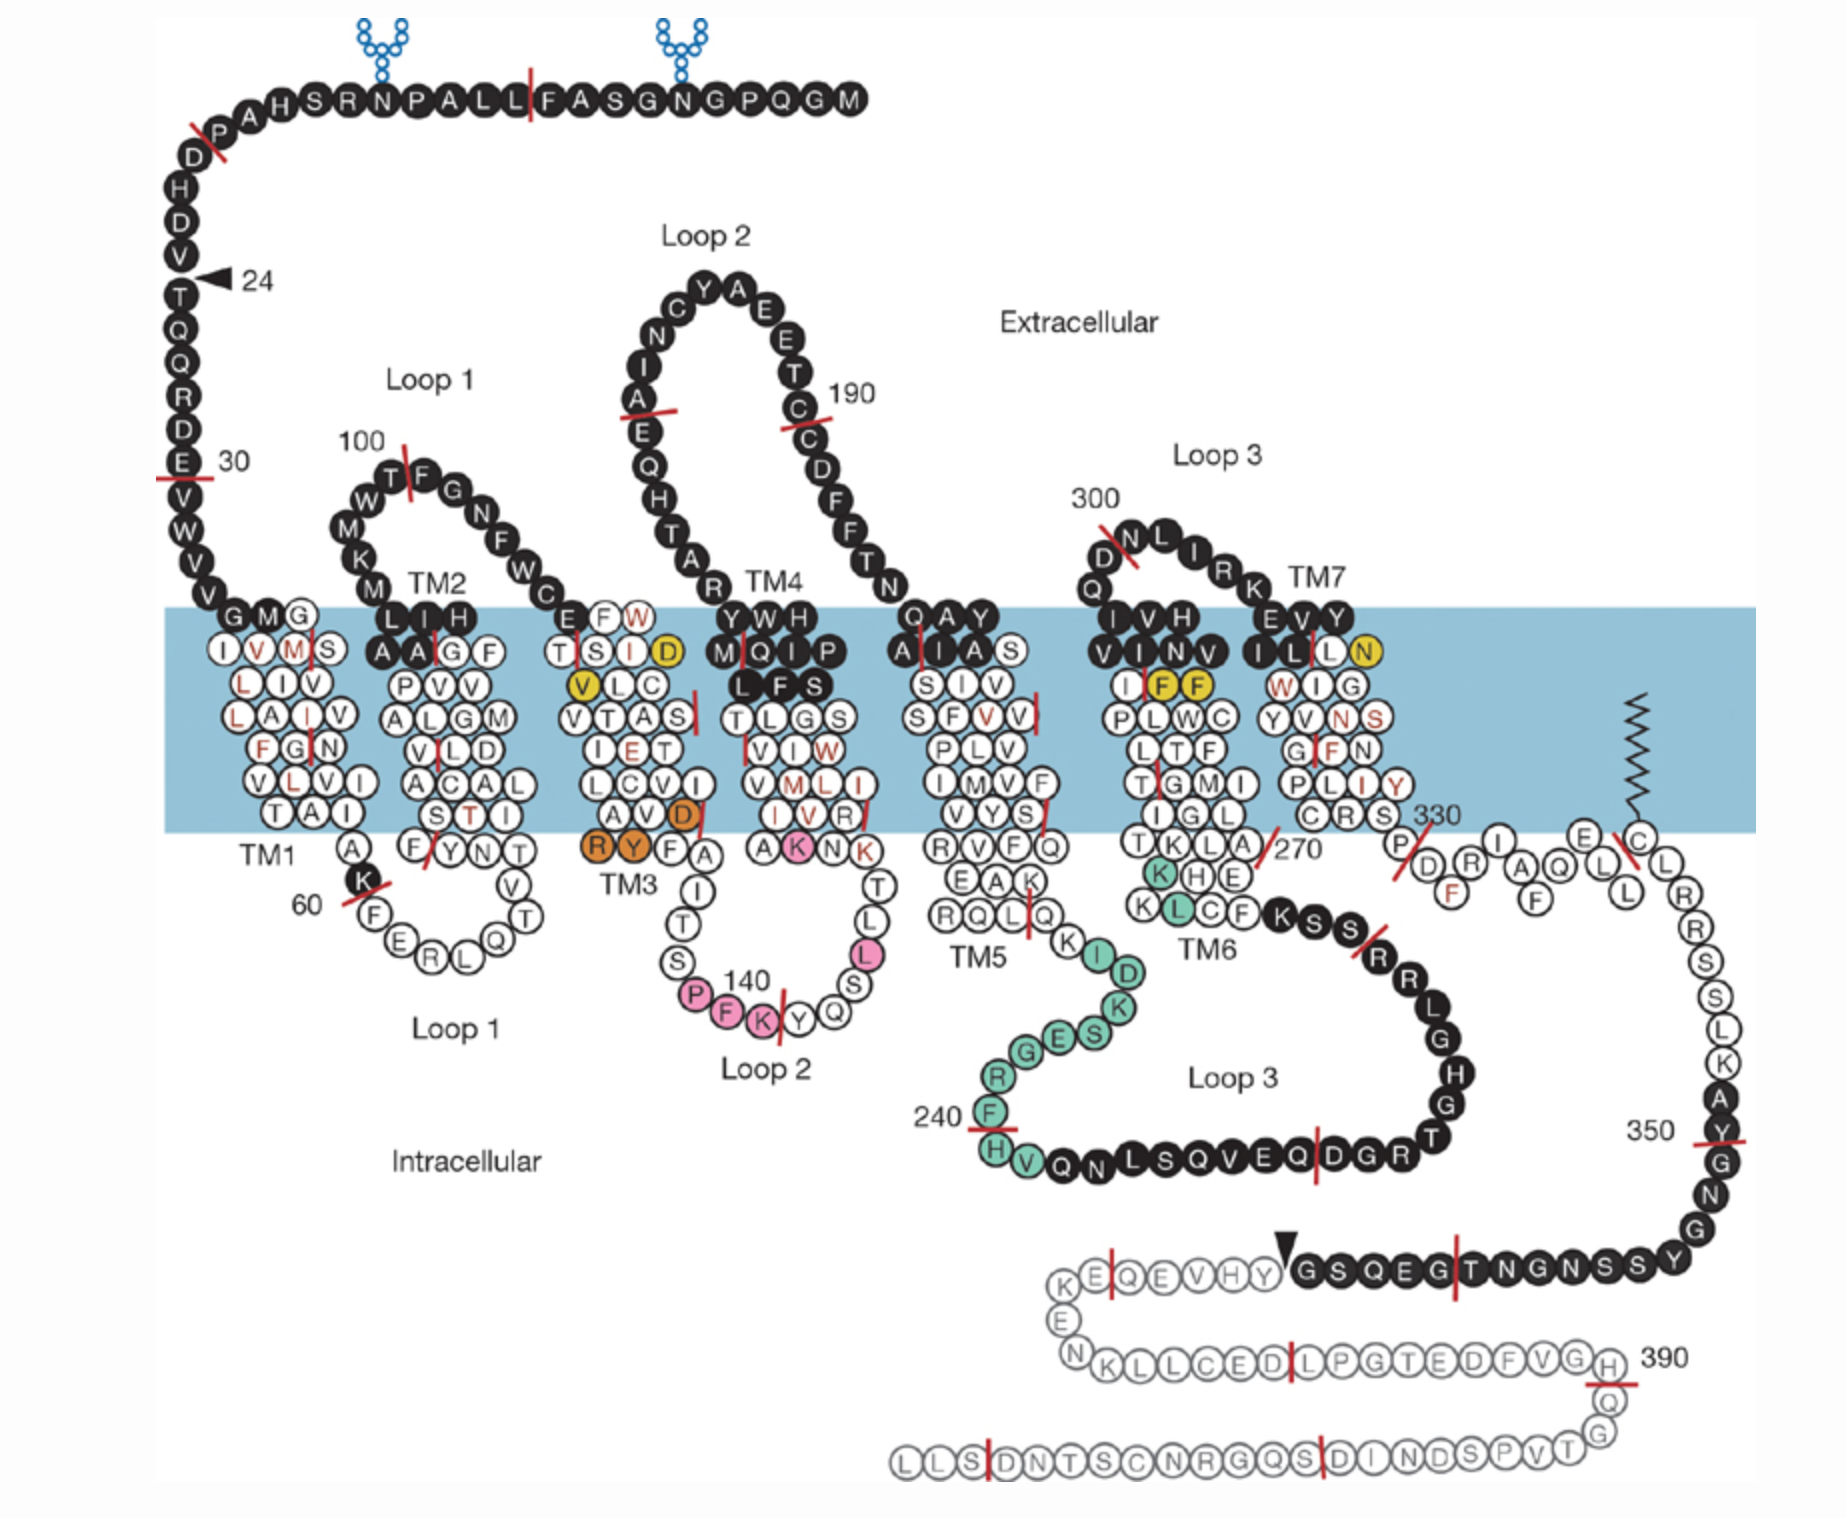 H S R N P A L L F A S G N G P Q G M
A
P
D
H
D
V
24
T
Q
Q
R
D
E
30
V
W
V
V
Loop 1
100
M K M W T F G N F W C
Loop 2
R A T H Q E A I N C Y A E E T C C D F F T N
190
Extracellular
Loop 3
300
Q D N L I R K
TM2
TM4
TM7
G M G
I V M S
L I V
L A I V
F G N
V L V I
T A I
A
K
TM1
60
L I H
A A G F
P V V
A L G M
V L D
A C A L
S T I
F Y N T
F E R L Q T V
Loop 1
E F W
T S I D
V L C
V T A S
I E T
L C V I
A V D
R Y F A
TM3
I
T
S
P F K Y Q S L L T
140
Loop 2
Y W H
M Q I P
L F S
T L G S
V I W
V M L I
I V R
A K N K
Q A Y
A I A S
S I V
S F V V
P L V
I M V F
V Y S
R V F Q
E A K
R Q L Q
TM5
K I D K S E G R F
240
H V Q N L S Q V E Q D G R T
I V H
V I N V
I F F
P L W C
L T F
T G M I
I G L
T K L A
270
K H E
K L C F K S S R R L G H G
TM6
Loop 3
E V Y
I L L N
W I G
Y V N S
G F N
P L I Y
C R S
330
P D F R I A F Q E L L C L R R S S L K A Y
350
G N G Y
Intracellular
K E Q E V H Y G S Q E G T N G N S S
E
N K L L C E D L P G T E D F V G H
390
Q
G
L L S D N T S C N R G Q S D I N D S P V T